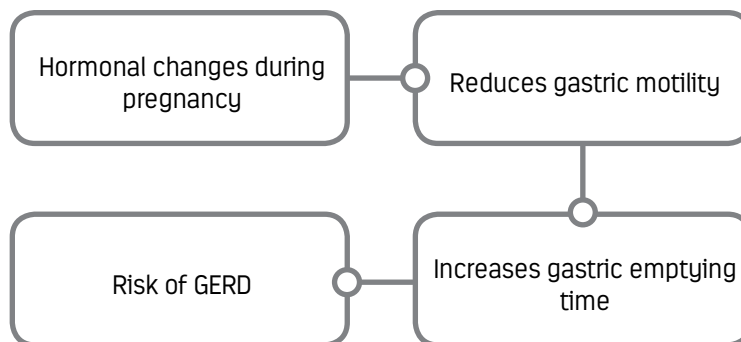 Hormonal changes during
pregnancy
Reduces gastric motility
Increases gastric emptying
time
Risk of GERD